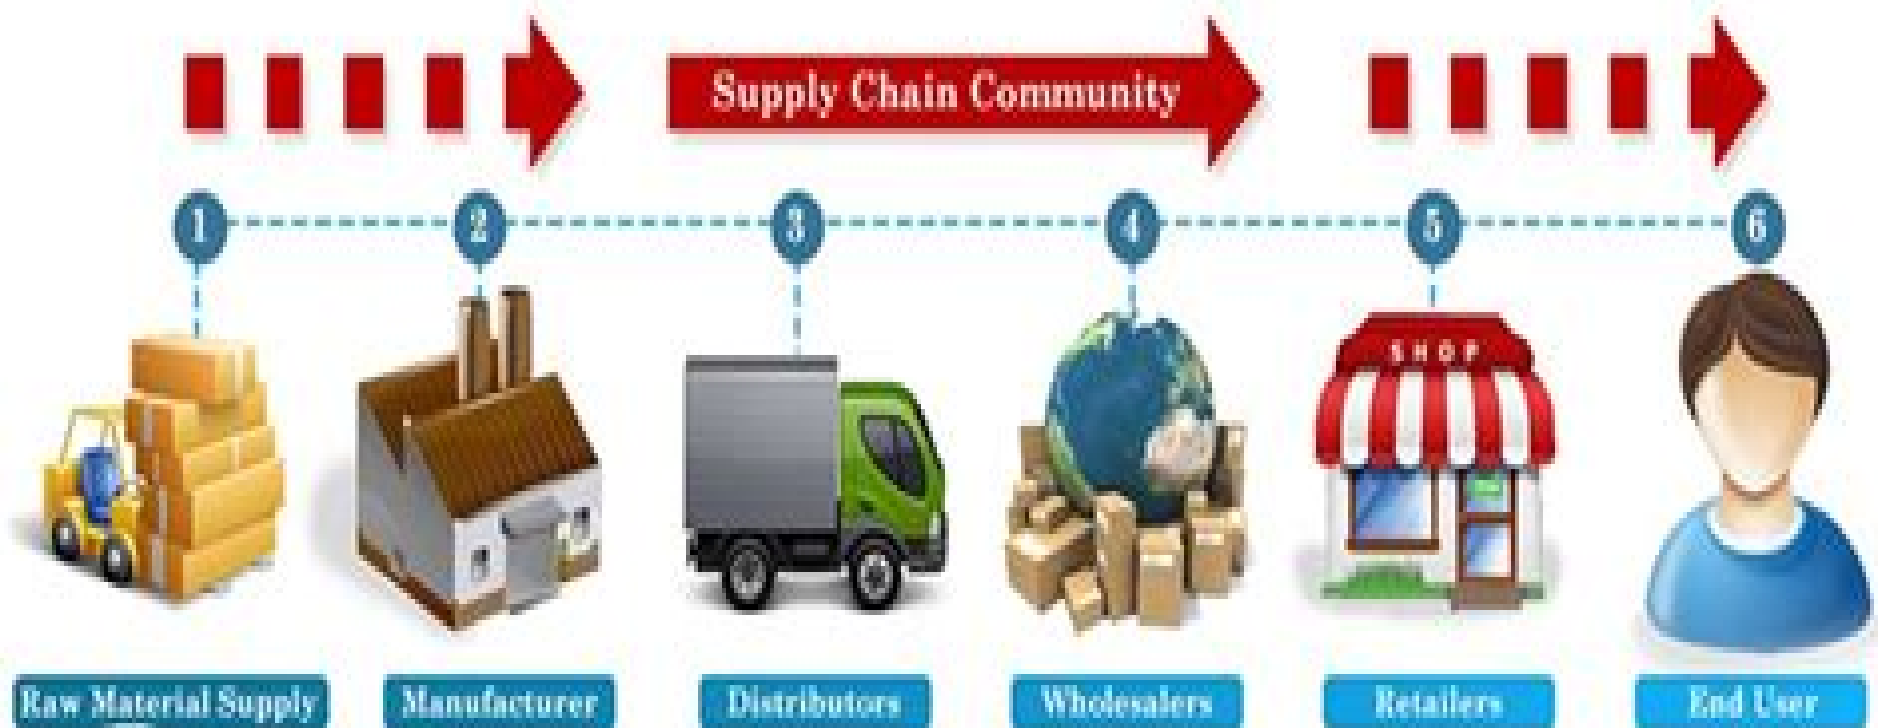 Supply Chain Community
1
2
3
4
5
6
SHOP
Raw Material Supply
Manufacturer
Distributors
Wholesalers
Retailers
End User